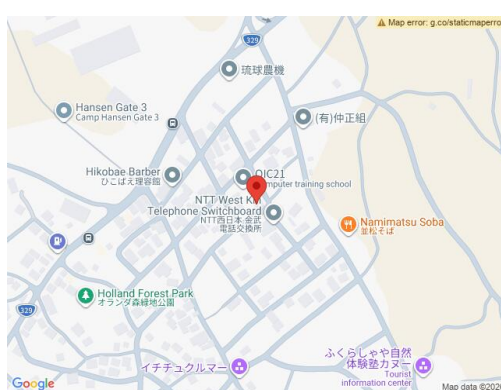 Map error: g.co/staticmaperro
329
琉球農機
Hansen Gate 3
Camp Hansen Gate 3
(有)仲正組
Hikobae Barber
ひこばえ理容館
OIC21
mputer training school
NTT West K
Telephone Switchboard
NTT西日本 金武
電話交換所
Namimatsu Soba
並松そば
P
Holland Forest Park
オランダ森緑地公園
329
イチチュクルマー
ふくらしゃや自然
体験塾カヌー
Tourist
information center
Google
Map data ©202